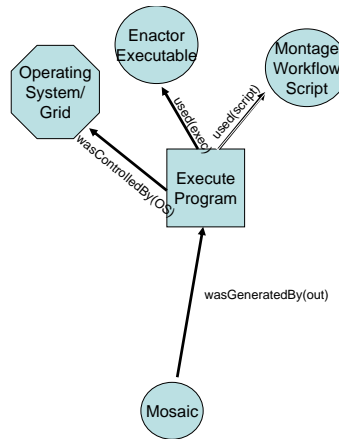 Enactor
Executable
Montage
Workflow
Script
Operating
System/
Grid
used(exec)
used(script)
wasControlledBy(OS)
Execute
Program
wasGeneratedBy(out)
Mosaic